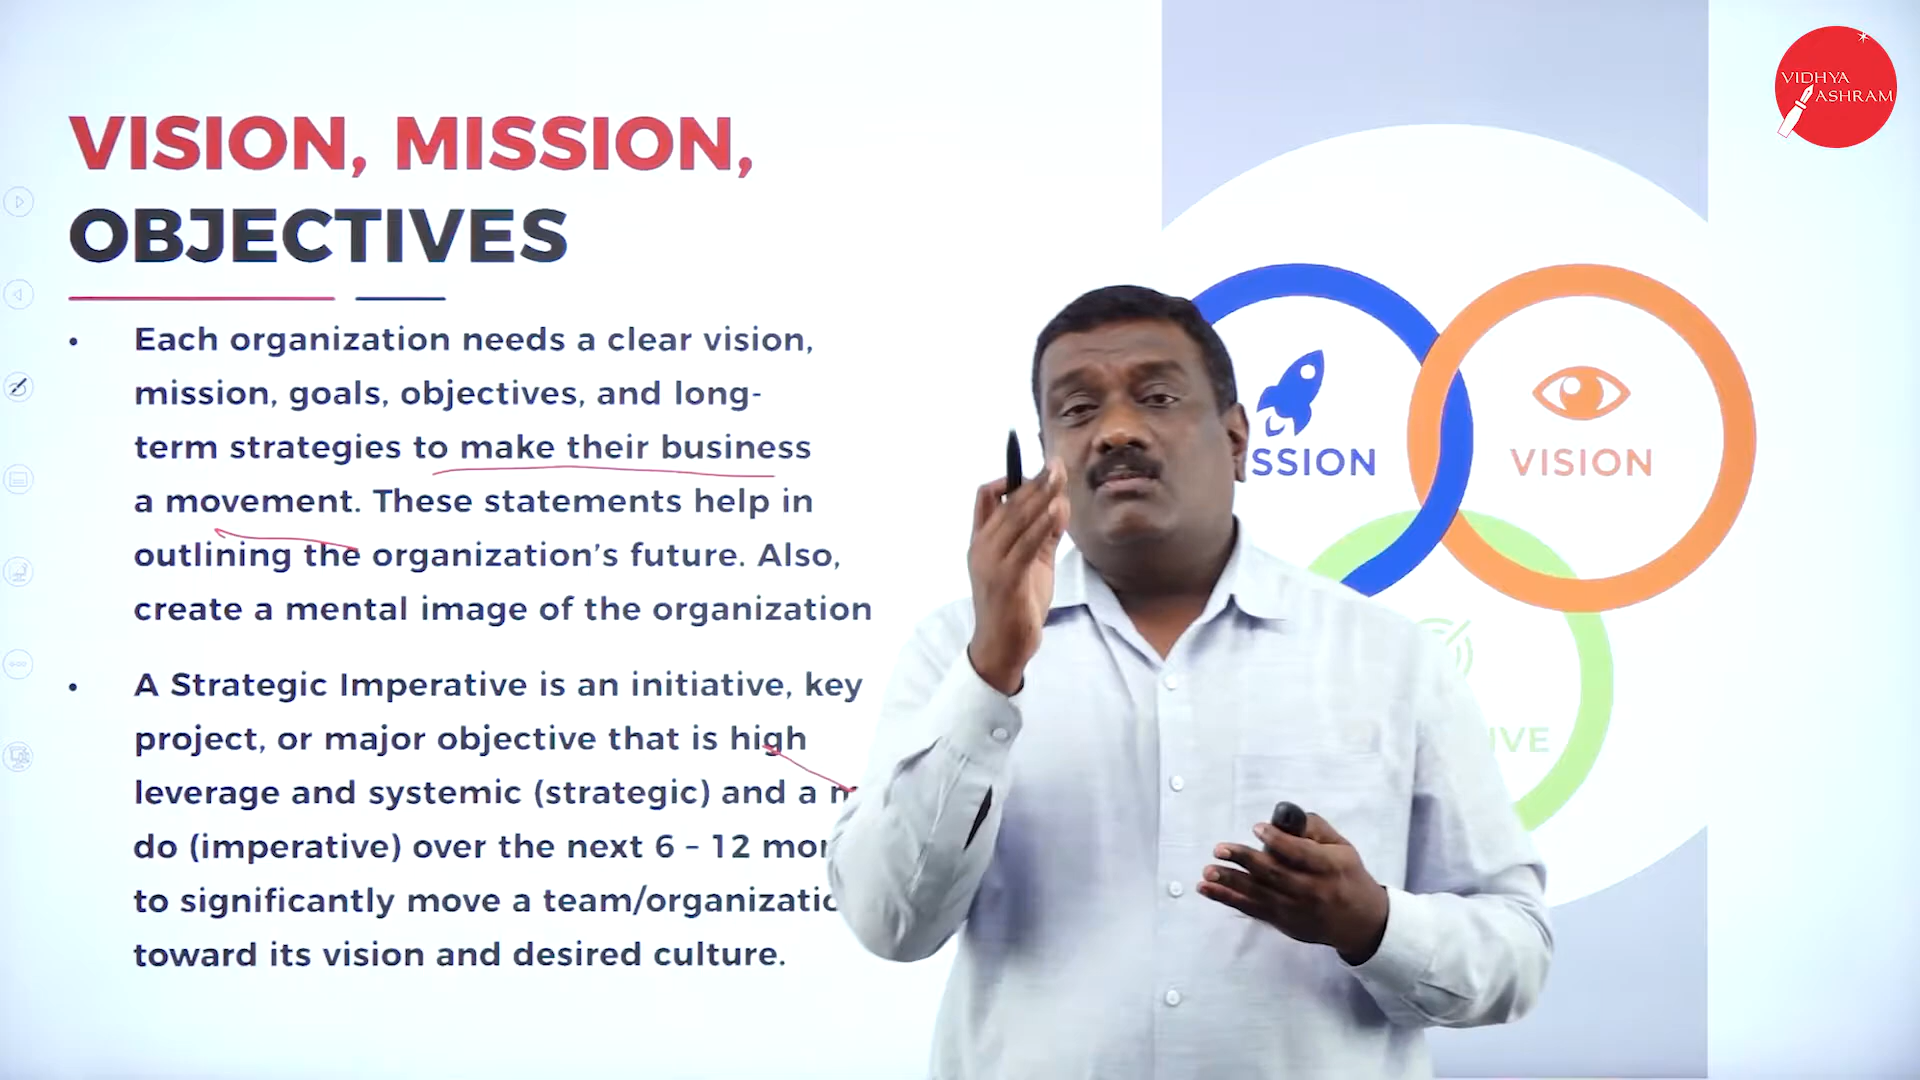 VIDHYA
ASHRAM
VISION, MISSION,
OBJECTIVES
• Each organization needs a clear vision,
mission, goals, objectives, and long-
term strategies to make their business
a movement. These statements help in
outlining the organization's future. Also,
create a mental image of the organization
• A Strategic Imperative is an initiative, key
project, or major objective that is high
leverage and systemic (strategic) and a
do (imperative) over the next 6 – 12
to significantly move a team/organizatio
toward its vision and desired culture.
SSION
VISION
IVE